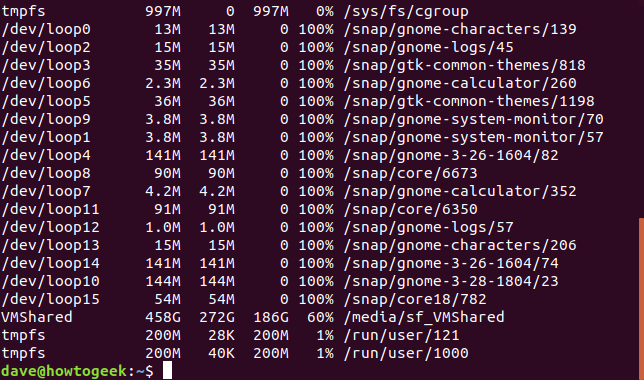 tmpfs 997M 0 997M 0% /sys/fs/cgroup
/dev/loop0 13M 13M 0 100% /snap/gnome-characters/139
/dev/loop2 15M 15M 0 100% /snap/gnome-logs/45
/dev/loop3 35M 35M 0 100% /snap/gtk-common-themes/818
/dev/loop6 2.3M 2.3M 0 100% /snap/gnome-calculator/260
/dev/loop5 36M 36M 0 100% /snap/gtk-common-themes/1198
/dev/loop9 3.8M 3.8M 0 100% /snap/gnome-system-monitor/70
/dev/loop1 3.8M 3.8M 0 100% /snap/gnome-system-monitor/57
/dev/loop4 141M 141M 0 100% /snap/gnome-3-26-1604/82
/dev/loop8 90M 90M 0 100% /snap/core/6673
/dev/loop7 4.2M 4.2M 0 100% /snap/gnome-calculator/352
/dev/loop11 91M 91M 0 100% /snap/core/6350
/dev/loop12 1.0M 1.0M 0 100% /snap/gnome-logs/57
/dev/loop13 15M 15M 0 100% /snap/gnome-characters/206
/dev/loop14 141M 141M 0 100% /snap/gnome-3-26-1604/74
/dev/loop10 144M 144M 0 100% /snap/gnome-3-28-1804/23
/dev/loop15 54M 54M 0 100% /snap/core18/782
VMShared 458G 272G 186G 60% /media/sf_VMShared
tmpfs 200M 28K 200M 1% /run/user/121
tmpfs 200M 40K 200M 1% /run/user/1000
dave@howtogeek:~$